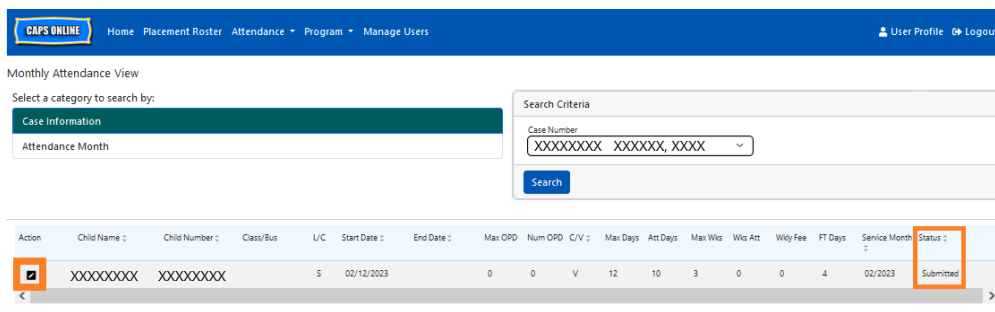 CAPS ONLINE Home Placement Roster Attendance Program Manage Users User Profile Logout
Monthly Attendance View
Select a category to search by:
Case Information
Attendance Month
Search Criteria
Case Number
XXXXXXXX XXXXXX, XXXX
Search
Action Child Name Child Number Class/Bus L/C Start Date End Date Max OPD Num OPD C/V Max Days Att Days Max Wks Wks Att Wkly Fee FT Days Service Month Status
XXXXXXXXX XXXXXXXX S 02/12/2023 0 0 V 12 10 3 0 0 4 02/2023 Submitted